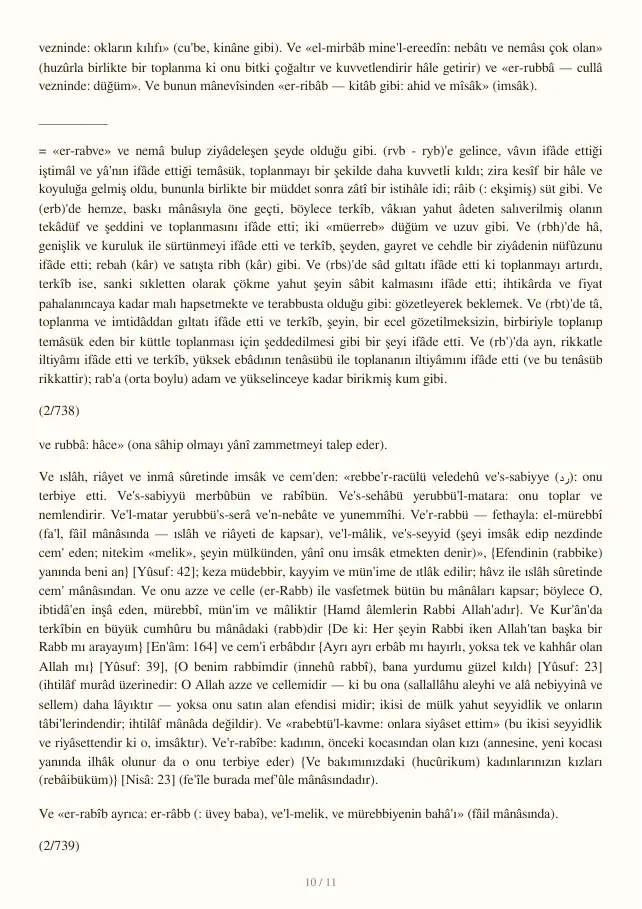 vezninde: okların kılıfı» (cu'be, kinâne gibi). Ve «el-mirbâb mine'l-ereedîn: nebâtı ve nemâsı çok olan»
(huzûrla birlikte bir toplanma ki onu bitki çoğaltır ve kuvvetlendirir hâle getirir) ve «er-rubbâ — cullâ
vezninde: düğüm». Ve bunun mânevîsinden «er-ribâb — kitâb gibi: ahid ve mîsâk» (imsâk).
= «er-rabve» ve nemâ bulup ziyâdeleşen şeyde olduğu gibi. (rvb - ryb)'e gelince, vâvın ifâde ettiği
iştimâl ve yâ'nın ifâde ettiği temâsük, toplanmayı bir şekilde daha kuvvetli kıldı; zira kesîf bir hâle ve
koyuluğa gelmiş oldu, bununla birlikte bir müddet sonra zâtî bir istihâle idi; râib (: ekşimiş) süt gibi. Ve
(erb)'de hemze, baskı mânâsıyla öne geçti, böylece terkîb, vâkıan yahut âdeten salıverilmiş olanın
tekâdüf ve şeddini ve toplanmasını ifâde etti; iki «müerreb» düğüm ve uzuv gibi. Ve (rbh)'de hâ,
genişlik ve kuruluk ile sürtünmeyi ifâde etti ve terkîb, şeyden, gayret ve cehdle bir ziyâdenin nüfûzunu
ifâde etti; rebah (kâr) ve satışta ribh (kâr) gibi. Ve (rbs)'de sâd gıltatı ifâde etti ki toplanmayı artırdı,
terkîb ise, sanki sıkletten olarak çökme yahut şeyin sâbit kalmasını ifâde etti; ihtikârda ve fiyat
pahalanıncaya kadar malı hapsetmekte ve terabbusta olduğu gibi: gözetleyerek beklemek. Ve (rbt)'de tâ,
toplanma ve imtidâddan gıltatı ifâde etti ve terkîb, şeyin, bir ecel gözetilmeksizin, birbiriyle toplanıp
temâsük eden bir küttle toplanması için şeddedilmesi gibi bir şeyi ifâde etti. Ve (rb')'da ayn, rikkatle
iltiyâmı ifâde etti ve terkîb, yüksek ebâdının tenâsübü ile toplananın iltiyâmını ifâde etti (ve bu tenâsüb
rikkattir); rab'a (orta boylu) adam ve yükselinceye kadar birikmiş kum gibi.
(2/738)
ve rubbâ: hâce» (ona sâhip olmayı yânî zammetmeyi talep eder).
Ve ıslâh, riâyet ve inmâ sûretinde imsâk ve cem'den: «rebbe'r-racülü veledehû ve's-sabiyye (رد): onu
terbiye etti. Ve's-sabiyyü merbûbün ve rabîbün. Ve's-sehâbü yerubbü'l-matara: onu toplar ve
nemlendirir. Ve'l-matar yerubbü's-serâ ve'n-nebâte ve yunemmîhi. Ve'r-rabbü — fethayla: el-mürebbî
(fa'l, fâil mânâsında — ıslâh ve riâyeti de kapsar), ve'l-mâlik, ve's-seyyid (şeyi imsâk edip nezdinde
cem' eden; nitekim «melik», şeyin mülkünden, yânî onu imsâk etmekten denir)», {Efendinin (rabbike)
yanında beni an} [Yûsuf: 42]; keza müdebbir, kayyim ve mün'ime de ıtlâk edilir; hâvz ile ıslâh sûretinde
cem' mânâsından. Ve onu azze ve celle (er-Rabb) ile vasfetmek bütün bu mânâları kapsar; böylece O,
ibtidâ'en inşâ eden, mürebbî, mün'im ve mâliktir {Hamd âlemlerin Rabbi Allah'adır}. Ve Kur'ân'da
terkîbin en büyük cumhûru bu mânâdaki (rabb)dir {De ki: Her şeyin Rabbi iken Allah'tan başka bir
Rabb mı arayayım} [En'âm: 164] ve cem'i erbâbdır {Ayrı ayrı erbâb mı hayırlı, yoksa tek ve kahhâr olan
Allah mı} [Yûsuf: 39], {O benim rabbimdir (innehû rabbî), bana yurdumu güzel kıldı} [Yûsuf: 23]
(ihtilâf murâd üzerinedir: O Allah azze ve cellemidir — ki bu ona (sallallâhu aleyhi ve alâ nebiyyinâ ve
sellem) daha lâyıktır — yoksa onu satın alan efendisi midir; ikisi de mülk yahut seyyidlik ve onların
tâbi'lerindendir; ihtilâf mânâda değildir). Ve «rabebtü'l-kavme: onlara siyâset ettim» (bu ikisi seyyidlik
ve riyâsettendir ki o, imsâktır). Ve'r-rabîbe: kadının, önceki kocasından olan kızı (annesine, yeni kocası
yanında ilhâk olunur da o onu terbiye eder) {Ve bakımınızdaki (hucûrikum) kadınlarınızın kızları
(rebâibüküm)} [Nisâ: 23] (fe'île burada mef'ûle mânâsındadır).
Ve «er-rabîb ayrıca: er-râbb (: üvey baba), ve'l-melik, ve mürebbiyenin bahâ'ı» (fâil mânâsında).
(2/739)
10 / 11